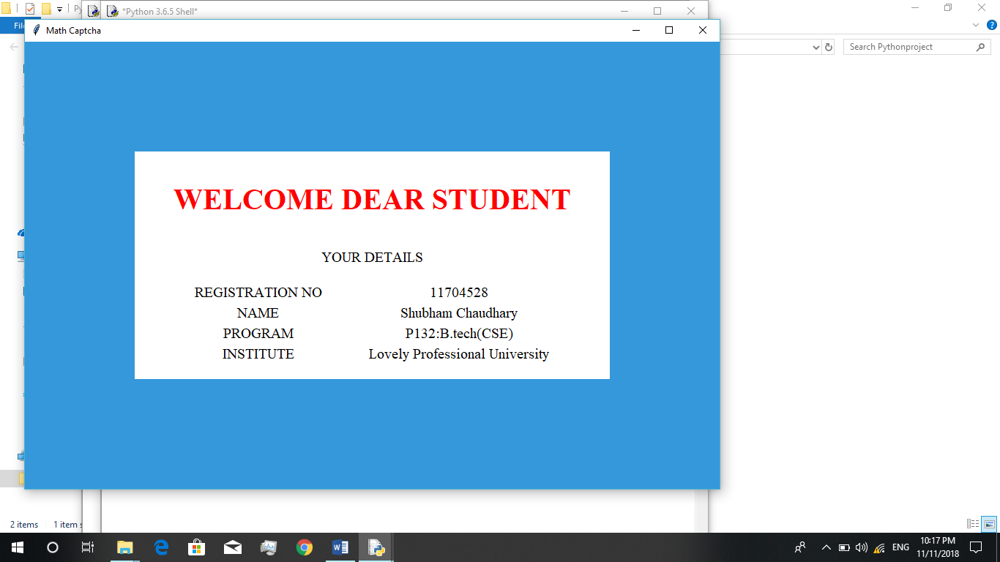 *Python 3.6.5 Shell*
Math Captcha
Search Pythonproject
WELCOME DEAR STUDENT
YOUR DETAILS
REGISTRATION NO 11704528
NAME Shubham Chaudhary
PROGRAM P132:B.tech(CSE)
INSTITUTE Lovely Professional University
2 items 1 item
ENG
10:17 PM
11/11/2018